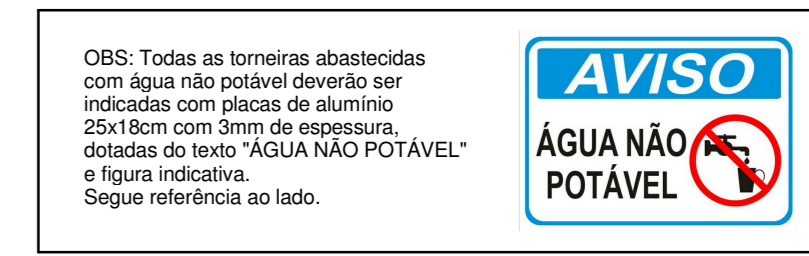 OBS: Todas as torneiras abastecidas
com água não potável deverão ser
indicadas com placas de alumínio
25x18cm com 3mm de espessura,
dotadas do texto "ÁGUA NÃO POTÁVEL"
e figura indicativa.
Segue referência ao lado.
AVISO
ÁGUA NÃO
POTÁVEL